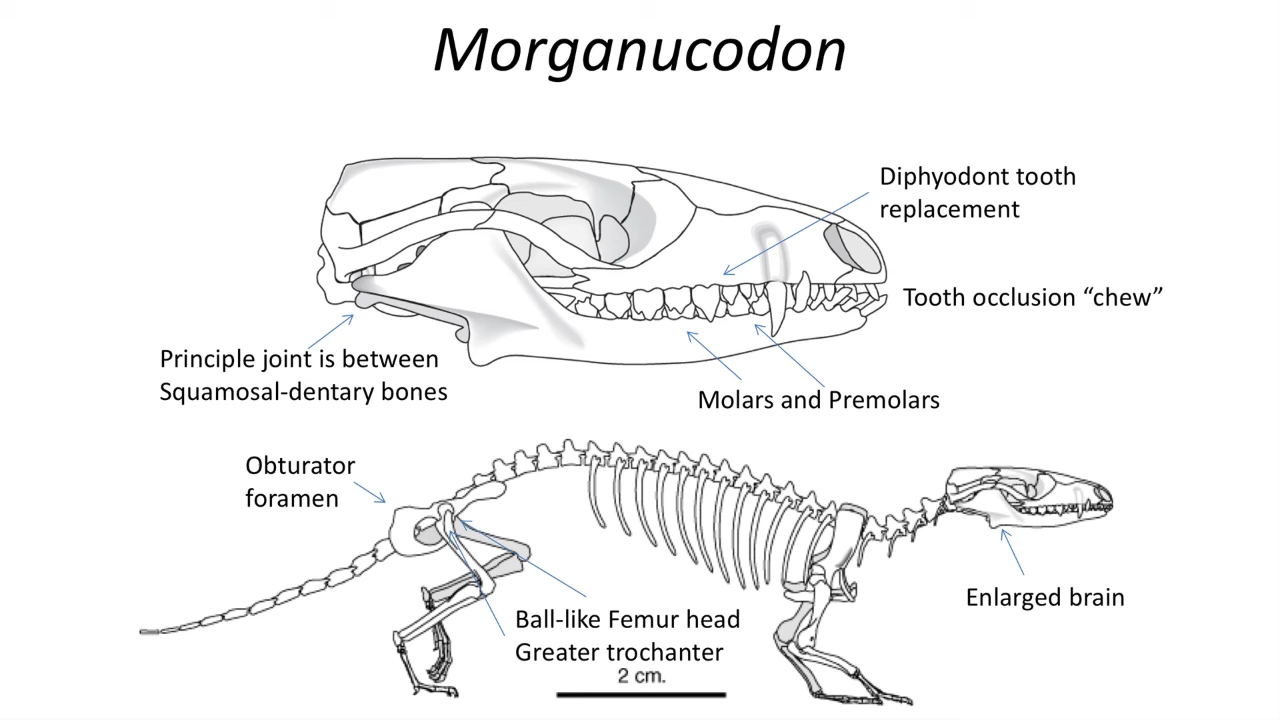 Morganucodon
Diphyodont tooth
replacement
Tooth occlusion “chew”
Principle joint is between
Squamosal-dentary bones
Molars and Premolars
Obturator
foramen
Enlarged brain
Ball-like Femur head
Greater trochanter
2 cm.